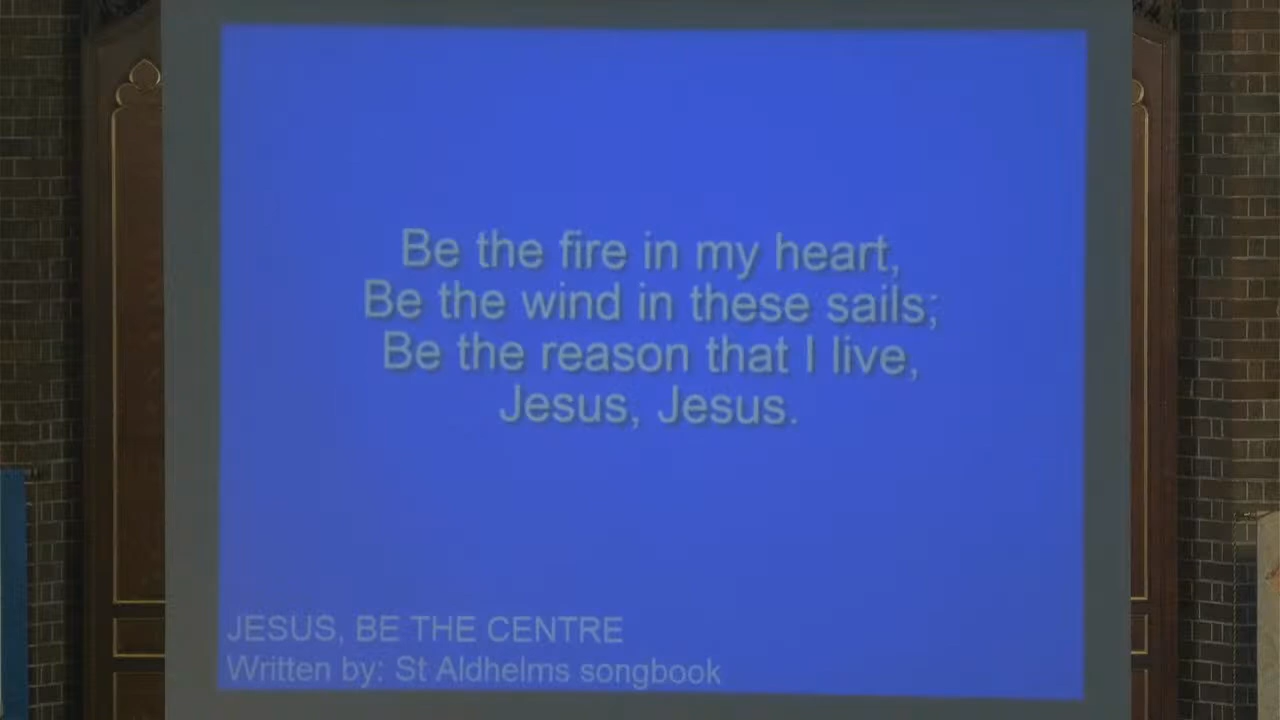 Be the fire in my heart,
Be the wind in these sails;
Be the reason that I live,
Jesus, Jesus.
JESUS, BE THE CENTRE
Written by: St Aldhelms songbook